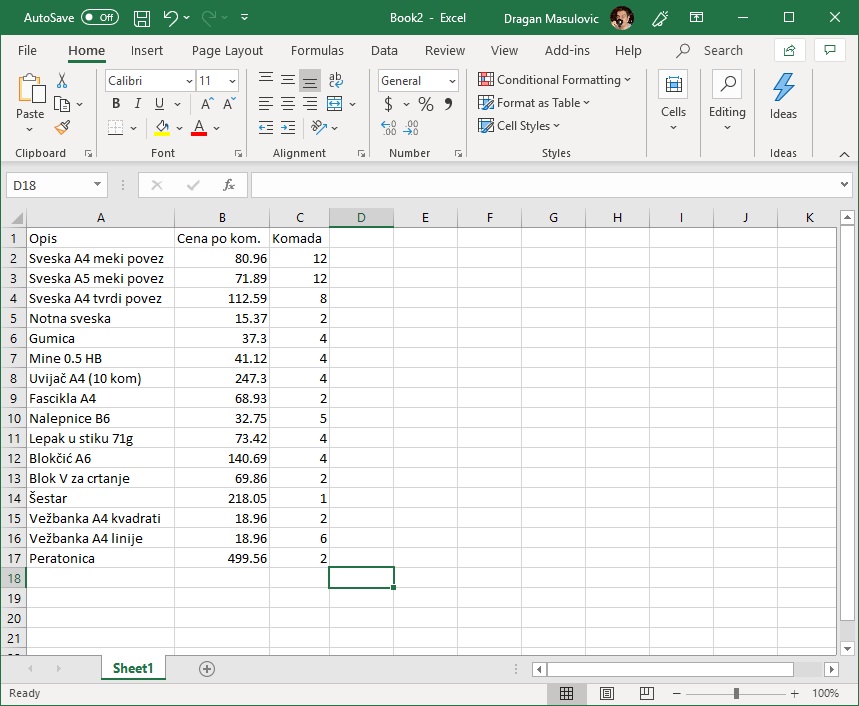 AutoSave Off Book2 - Excel Dragan Masulovic
File Home Insert Page Layout Formulas Data Review View Add-ins Help Search
Paste
Clipboard
Calibri 11
B I U A A
A
Font
ab
Alignment
General
$ % 9
.00 .00
Number
Conditional Formatting
Format as Table
Cell Styles
Styles
Cells
Editing
Ideas
Ideas
D18 fx
A B C D E F G H I J K
1 Opis Cena po kom. Komada
2 Sveska A4 meki povez 80.96 12
3 Sveska A5 meki povez 71.89 12
4 Sveska A4 tvrdi povez 112.59 8
5 Notna sveska 15.37 2
6 Gumica 37.3 4
7 Mine 0.5 HB 41.12 4
8 Uvijač A4 (10 kom) 247.3 4
9 Fascikla A4 68.93 2
10 Nalepnice B6 32.75 5
11 Lepak u stiku 71g 73.42 4
12 Blokčić A6 140.69 4
13 Blok V za crtanje 69.86 2
14 Šestar 218.05 1
15 Vežbanka A4 kvadrati 18.96 2
16 Vežbanka A4 linije 18.96 6
17 Peratonica 499.56 2
18
19
20
21
Sheet1
Ready 100%